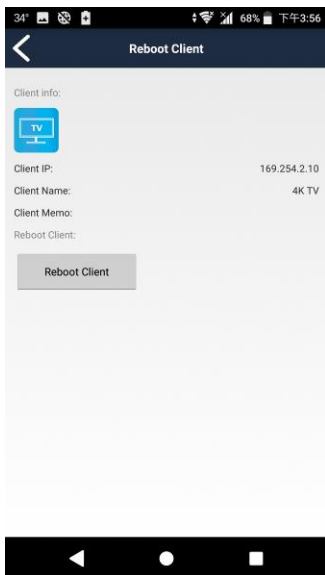 34° 68% 下午3:56
Reboot Client
Client info:
TV
Client IP: 169.254.2.10
Client Name: 4K TV
Client Memo:
Reboot Client:
Reboot Client